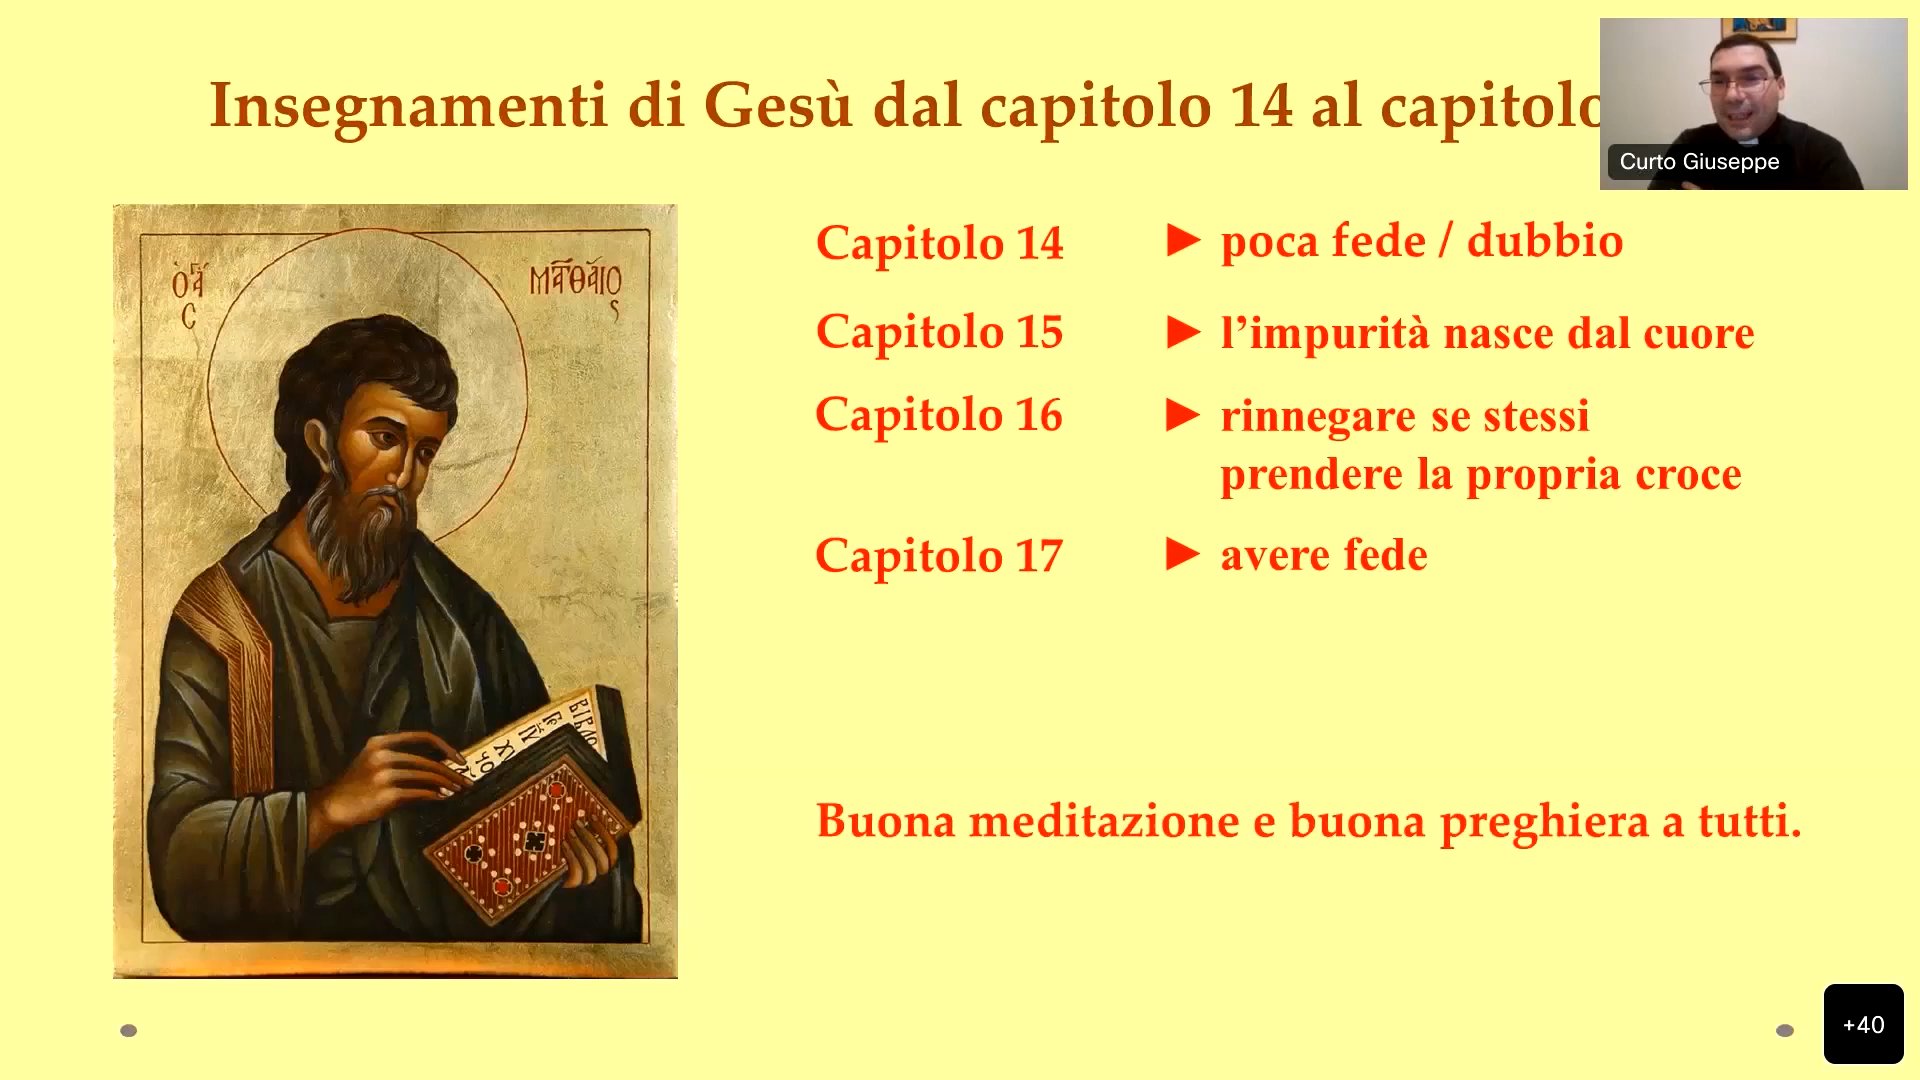 Insegnamenti di Gesù dal capitolo 14 al capitolo
Curto Giuseppe
Capitolo 14 ► poca fede / dubbio
Capitolo 15 ► l’impurità nasce dal cuore
Capitolo 16 ► rinnegare se stessi
prendere la propria croce
Capitolo 17 ► avere fede
Buona meditazione e buona preghiera a tutti.
+40